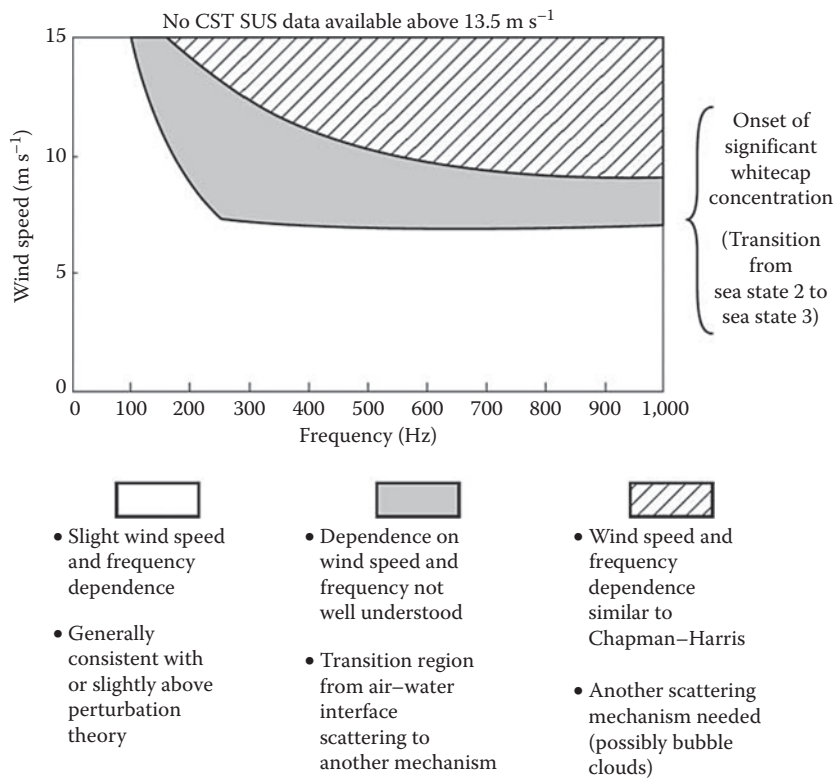 No CST SUS data available above 13.5 m s⁻¹
15
10
5
0
Wind speed (m s⁻¹)
0
100
200
300
400
500
600
700
800
900
1,000
Frequency (Hz)
Onset of
significant
whitecap
concentration
(Transition
from
sea state 2 to
sea state 3)
• Slight wind speed
and frequency
dependence
• Generally
consistent with
or slightly above
perturbation
theory
• Dependence on
wind speed and
frequency not
well understood
• Transition region
from air–water
interface
scattering to
another mechanism
• Wind speed and
frequency
dependence
similar to
Chapman–Harris
• Another scattering
mechanism needed
(possibly bubble
clouds)